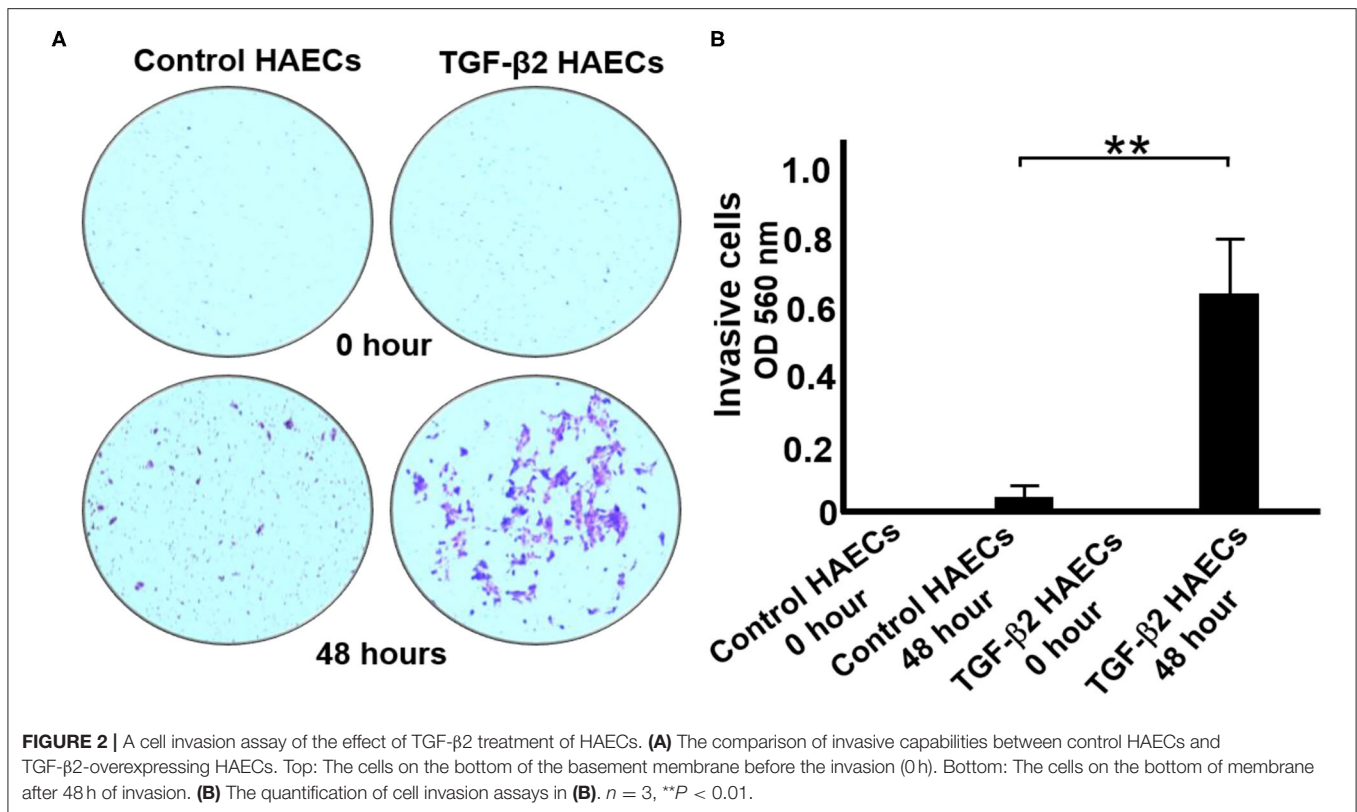 A
Control HAECs
TGF-β2 HAECs
0 hour
48 hours
B
Invasive cells
OD 560 nm
1.0
0.8
0.6
0.4
0.2
0
**
Control HAECs
0 hour
Control HAECs
48 hour
TGF-β2 HAECs
0 hour
TGF-β2 HAECs
48 hour
FIGURE 2 | A cell invasion assay of the effect of TGF-β2 treatment of HAECs. (A) The comparison of invasive capabilities between control HAECs and
TGF-β2-overexpressing HAECs. Top: The cells on the bottom of the basement membrane before the invasion (0 h). Bottom: The cells on the bottom of membrane
after 48 h of invasion. (B) The quantification of cell invasion assays in (B). n = 3, **P < 0.01.